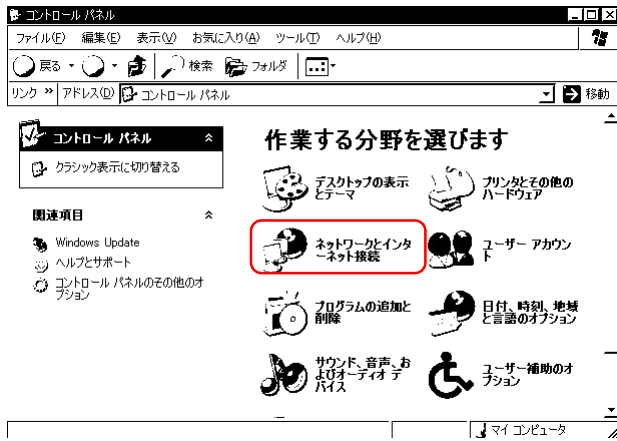 コントロール パネル
ファイル(F) 編集(E) 表示(V) お気に入り(A) ツール(T) ヘルプ(H)
戻る 検索 フォルダ
リンク » アドレス(D) コントロール パネル 移動
コントロール パネル
クラシック表示に切り替える
関連項目
Windows Update
ヘルプとサポート
コントロール パネルのその他のオ
プション
作業する分野を選びます
デスクトップの表示
とテーマ
プリンタとその他の
ハードウェア
ネットワークとインタ
ーネット接続
ユーザー アカウン
ト
プログラムの追加と
削除
日付、時刻、地域
と言語のオプション
サウンド、音声、お
よびオーディオ デ
バイス
ユーザー補助のオ
プション
マイ コンピュータ